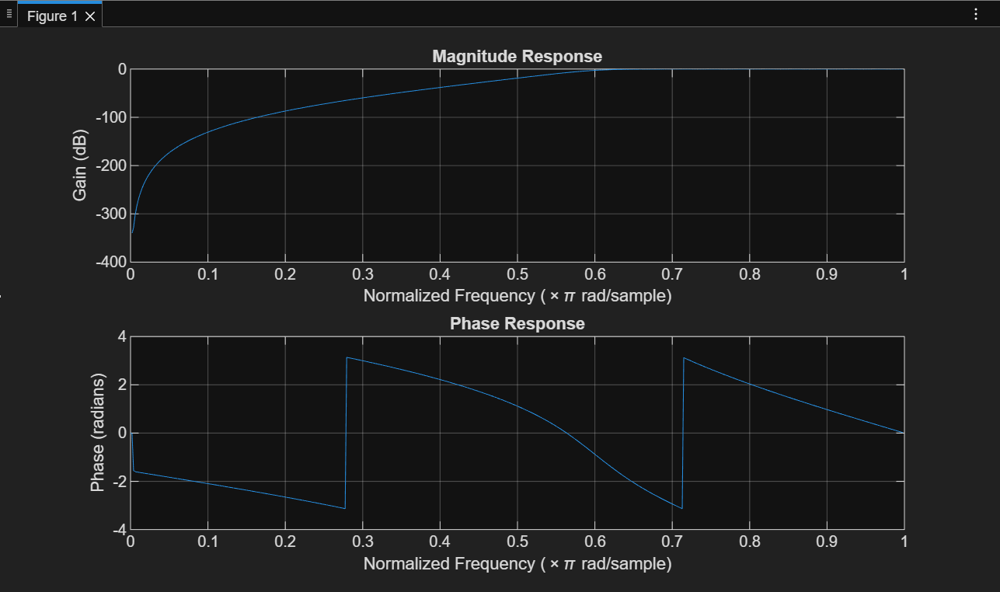 Figure 1
Magnitude Response
0
-100
-200
-300
-400
Gain (dB)
0 0.1 0.2 0.3 0.4 0.5 0.6 0.7 0.8 0.9 1
Normalized Frequency ( × π rad/sample)
Phase Response
4
2
0
-2
-4
Phase (radians)
0 0.1 0.2 0.3 0.4 0.5 0.6 0.7 0.8 0.9 1
Normalized Frequency ( × π rad/sample)